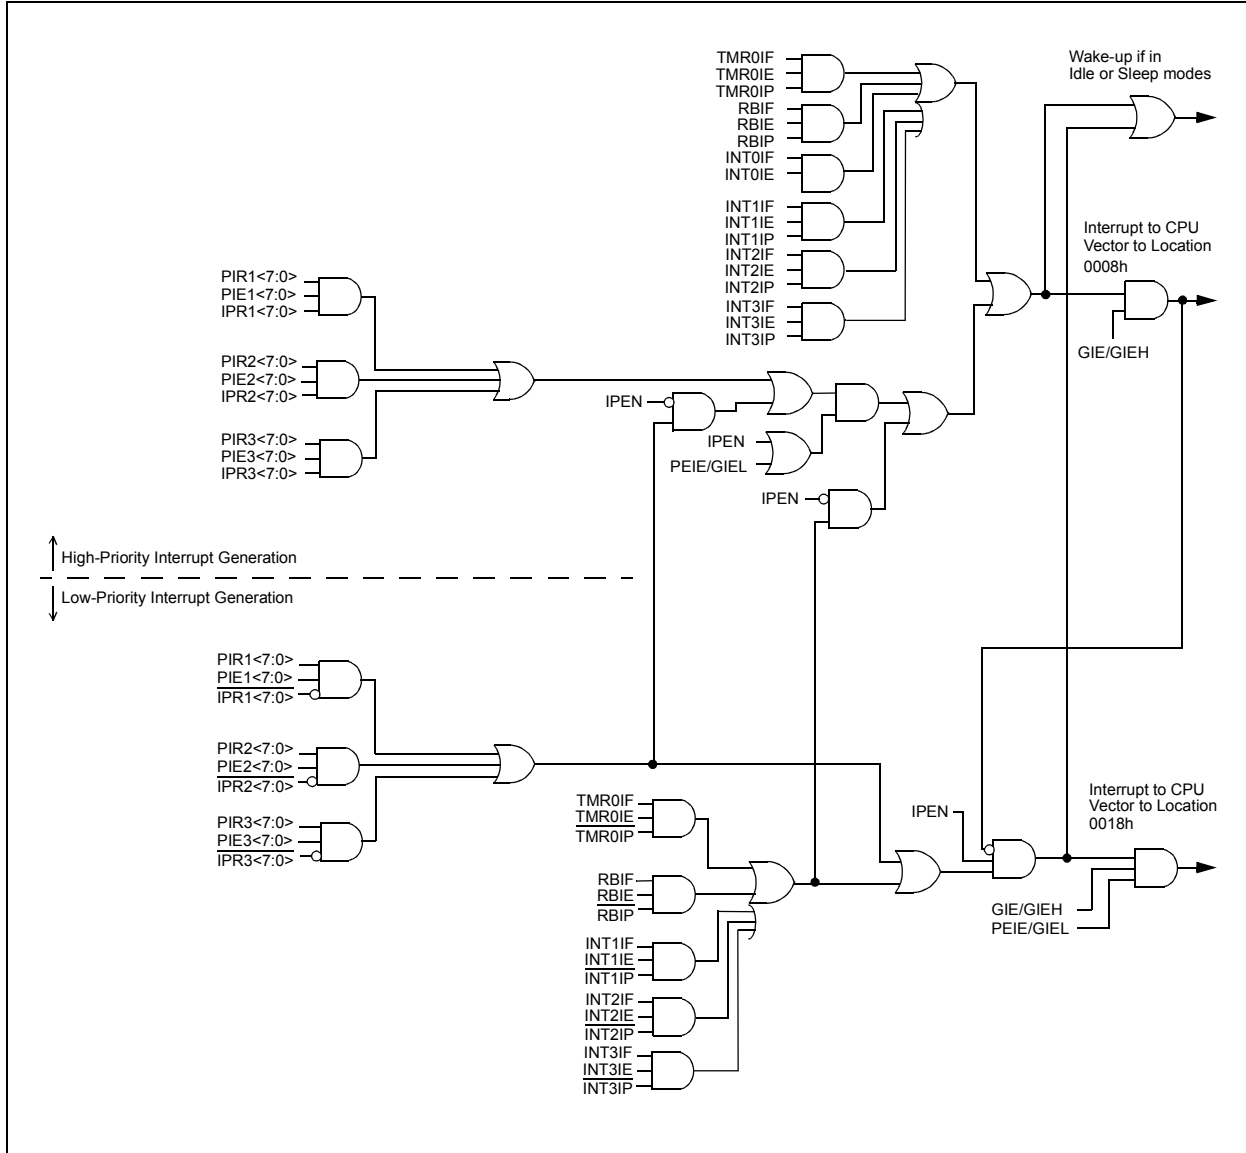 TMR0IF
TMR0IE
TMR0IP
RBIF
RBIE
RBIP
INT0IF
INT0IE
INT1IF
INT1IE
INT1IP
INT2IF
INT2IE
INT2IP
INT3IF
INT3IE
INT3IP
Wake-up if in
Idle or Sleep modes
Interrupt to CPU
Vector to Location
0008h
GIE/GIEH
PIR1<7:0>
PIE1<7:0>
IPR1<7:0>
PIR2<7:0>
PIE2<7:0>
IPR2<7:0>
PIR3<7:0>
PIE3<7:0>
IPR3<7:0>
IPEN
IPEN
PEIE/GIEL
IPEN
High-Priority Interrupt Generation
Low-Priority Interrupt Generation
PIR1<7:0>
PIE1<7:0>
IPR1<7:0>
PIR2<7:0>
PIE2<7:0>
IPR2<7:0>
PIR3<7:0>
PIE3<7:0>
IPR3<7:0>
TMR0IF
TMR0IE
TMR0IP
RBIF
RBIE
RBIP
INT1IF
INT1IE
INT1IP
INT2IF
INT2IE
INT2IP
INT3IF
INT3IE
INT3IP
IPEN
Interrupt to CPU
Vector to Location
0018h
GIE/GIEH
PEIE/GIEL